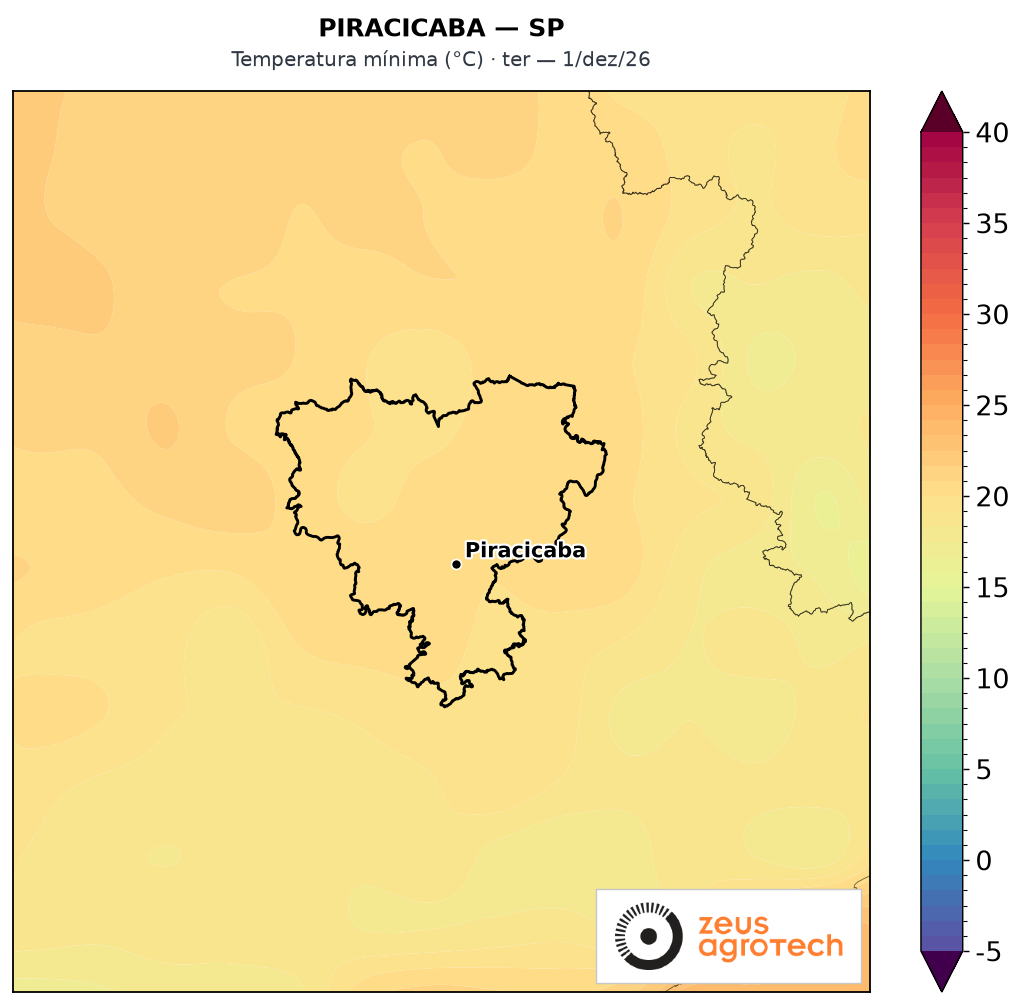 PIRACICABA — SP
Temperatura mínima (°C) · ter — 1/dez/26
40
35
30
25
20
15
10
5
0
-5
Piracicaba
zeus
agrotech